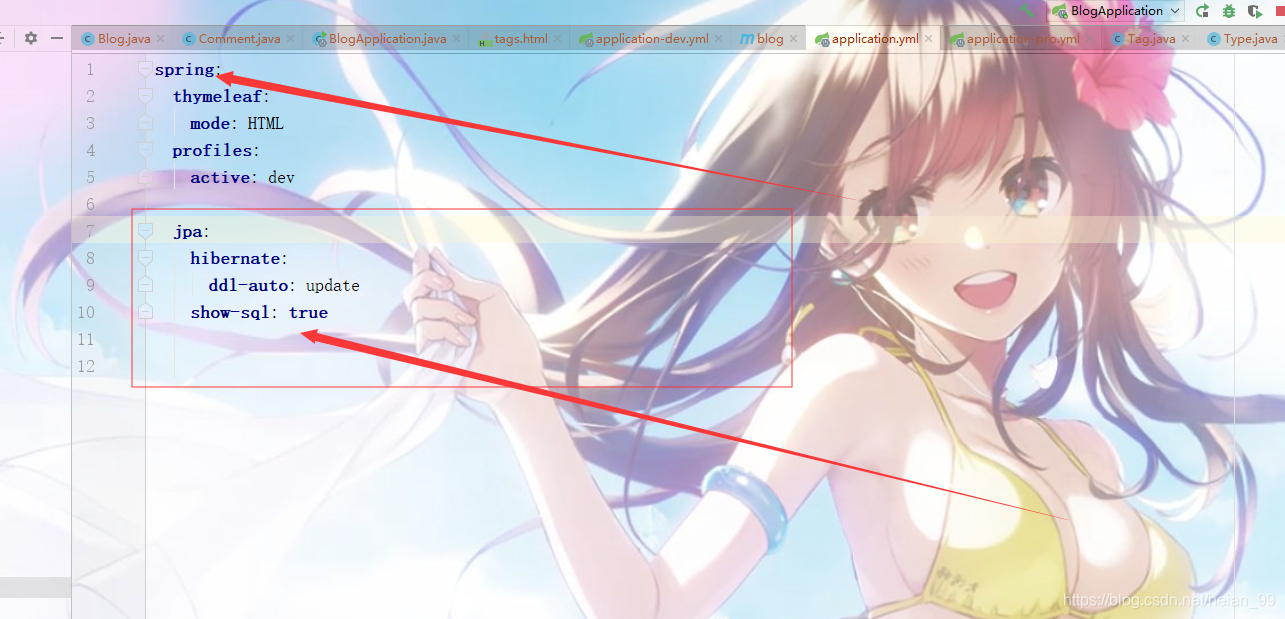 BlogApplication
Blog.java Comment.java BlogApplication.java tags.html application-dev.yml blog application.yml application-pro.yml Tag.java Type.java
1 spring:
2 thymeleaf:
3 mode: HTML
4 profiles:
5 active: dev
6
7 jpa:
8 hibernate:
9 ddl-auto: update
10 show-sql: true
11
12
https://blog.csdn.net/heian_99